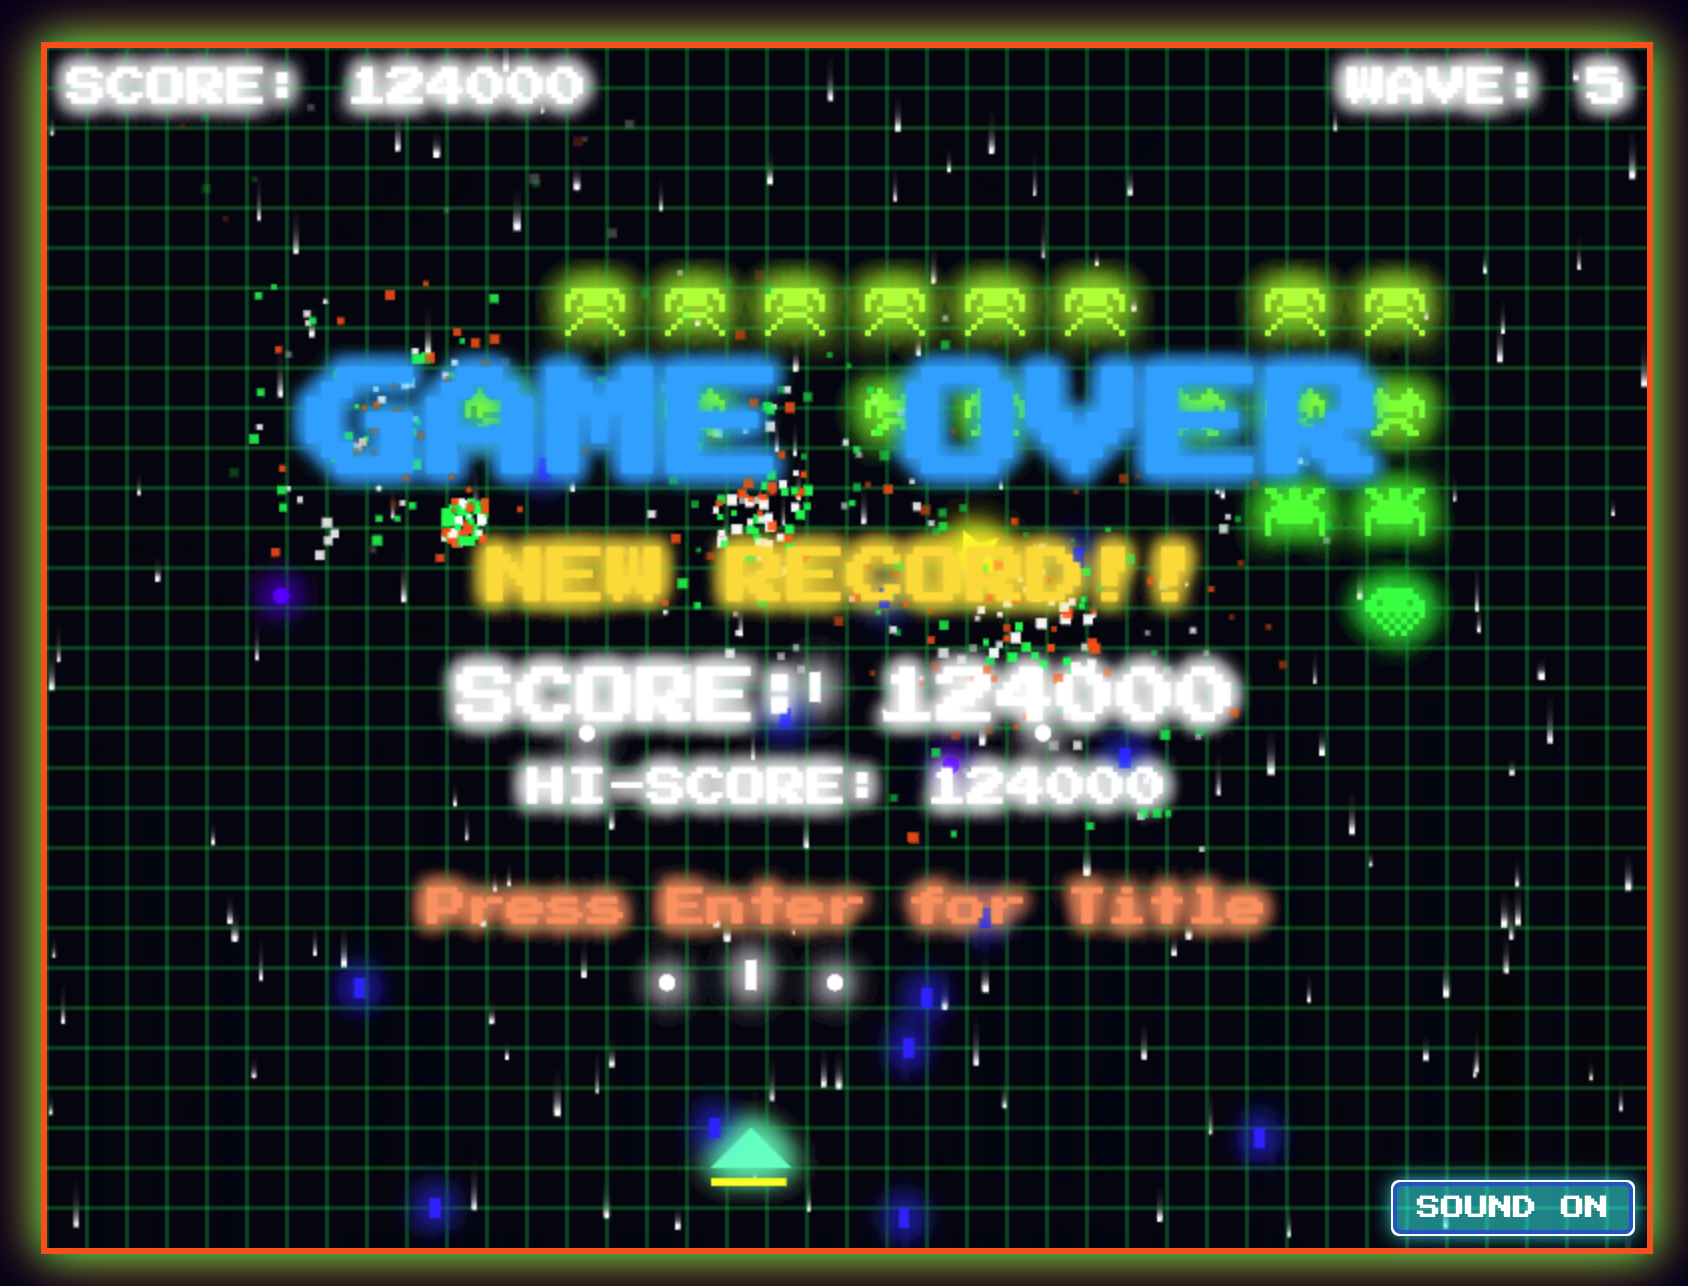 SCORE: 124000
WAVE: 5
GAME OVER
NEW RECORD!!
SCORE: 124000
HI-SCORE: 124000
Press Enter for Title
SOUND ON